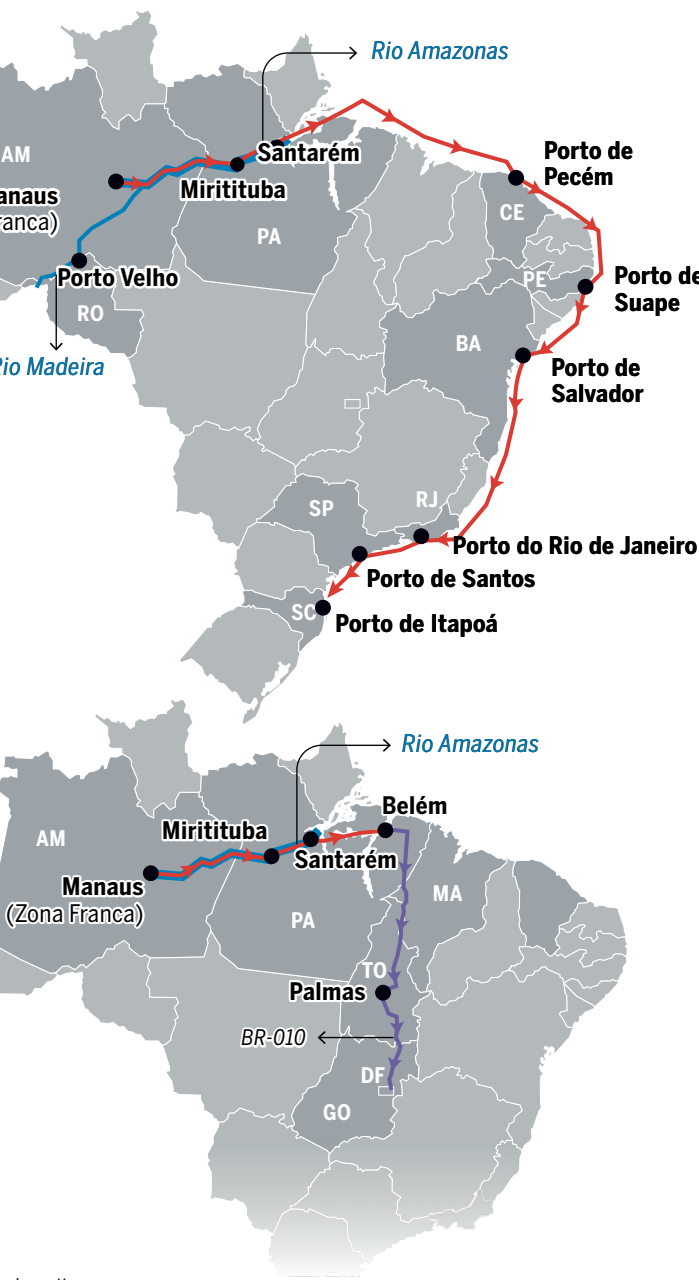 Rio Amazonas
AM
Santarém
Porto de
Pecém
anaus
ranca)
Miritituba
CE
PA
Porto Velho
PE
Porto de
Suape
RO
BA
io Madeira
Porto de
Salvador
SP
RJ
Porto do Rio de Janeiro
Porto de Santos
SC
Porto de Itapoá
Rio Amazonas
Belém
AM
Miritituba
Santarém
Manaus
(Zona Franca)
MA
PA
TO
Palmas
BR-010
DF
GO